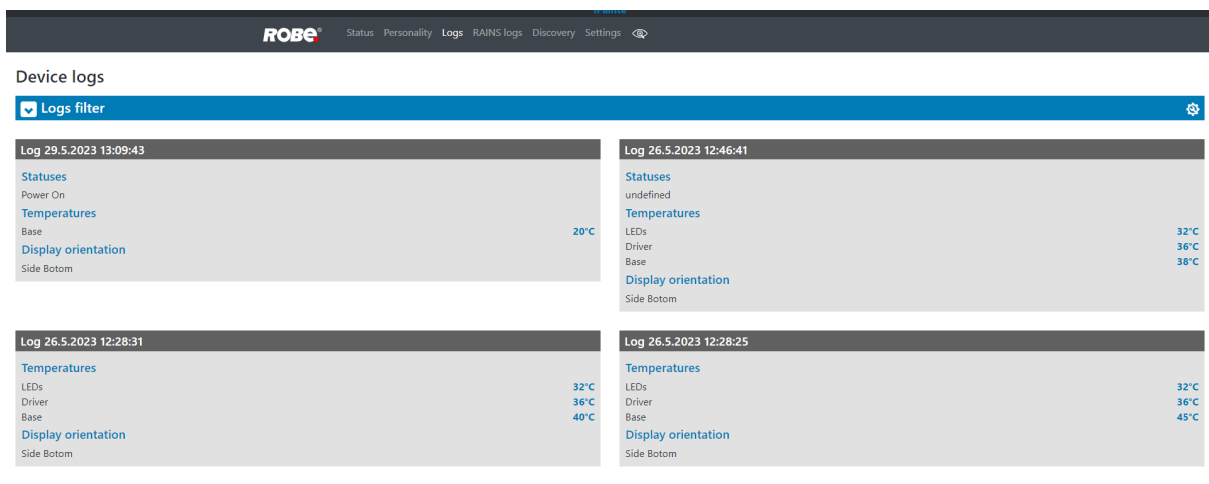 ROBE®
Status Personality Logs RAINS logs Discovery Settings
Device logs
Logs filter
Log 29.5.2023 13:09:43
Statuses
Power On
Temperatures
Base 20°C
Display orientation
Side Botom
Log 26.5.2023 12:46:41
Statuses
undefined
Temperatures
LEDs 32°C
Driver 36°C
Base 38°C
Display orientation
Side Botom
Log 26.5.2023 12:28:31
Temperatures
LEDs 32°C
Driver 36°C
Base 40°C
Display orientation
Side Botom
Log 26.5.2023 12:28:25
Temperatures
LEDs 32°C
Driver 36°C
Base 45°C
Display orientation
Side Botom